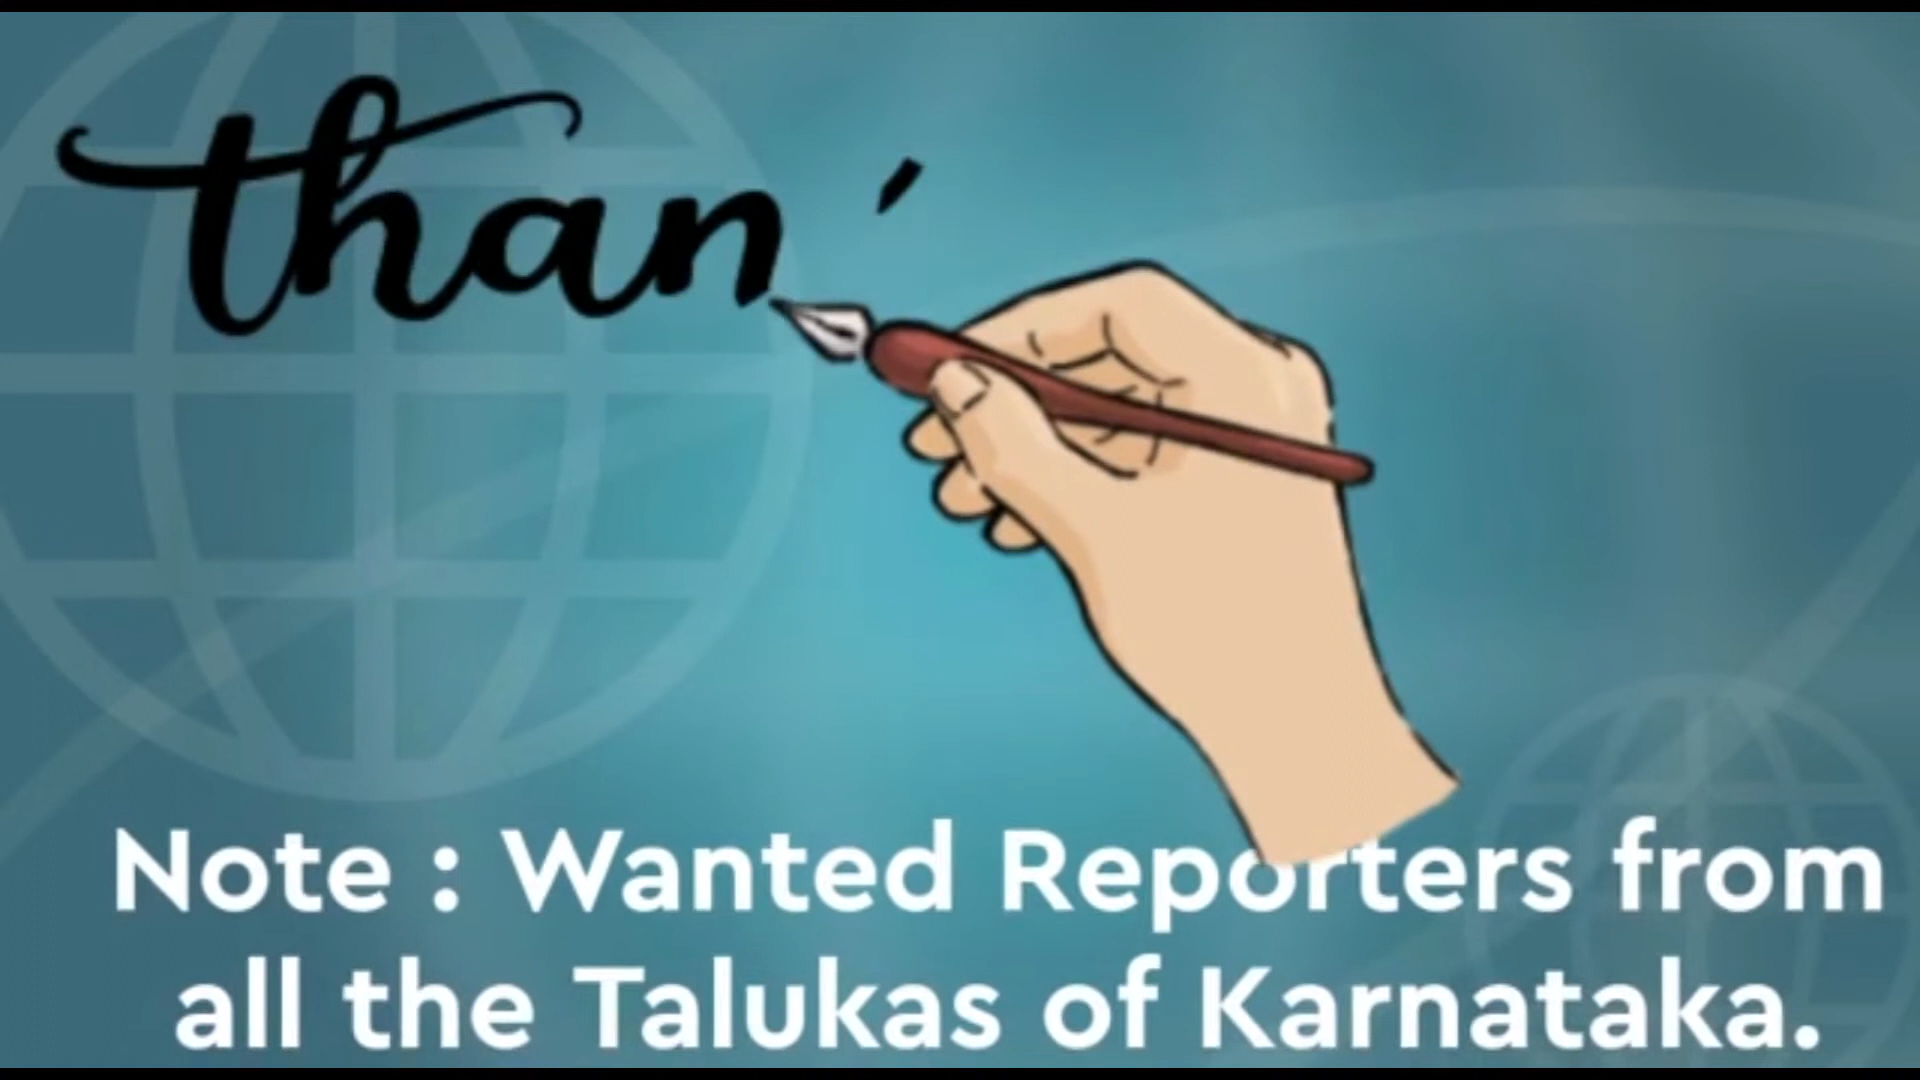 than
Note : Wanted Reporters from
all the Talukas of Karnataka.